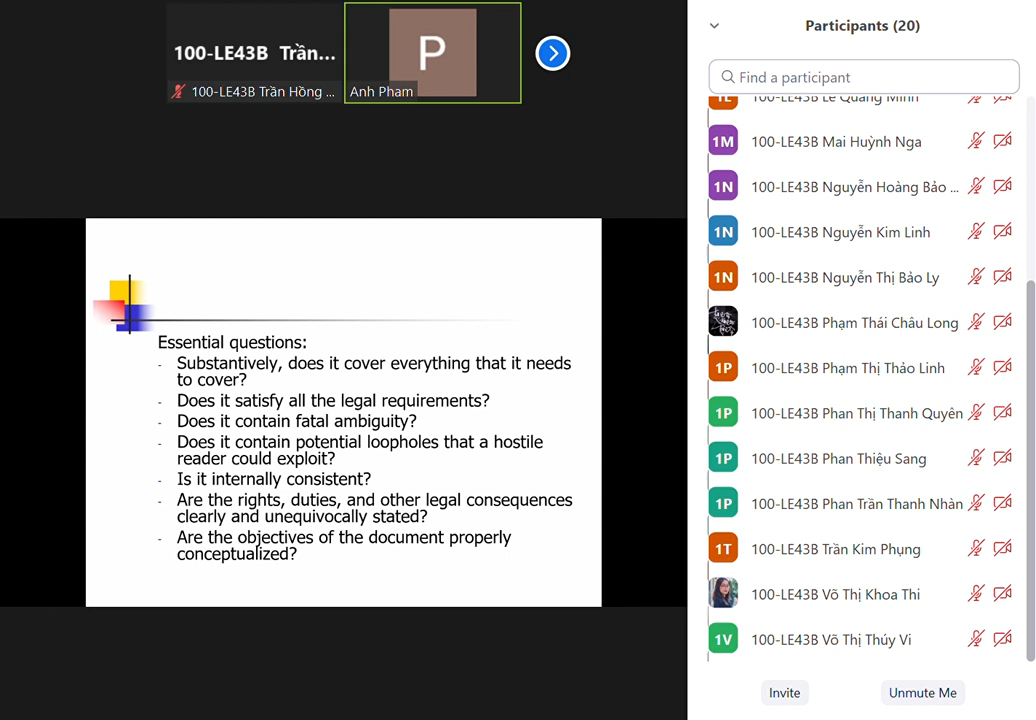 100-LE43B Trần...
100-LE43B Trần Hồng ...
P
Anh Pham
Essential questions:
- Substantively, does it cover everything that it needs
to cover?
- Does it satisfy all the legal requirements?
- Does it contain fatal ambiguity?
- Does it contain potential loopholes that a hostile
reader could exploit?
- Is it internally consistent?
- Are the rights, duties, and other legal consequences
clearly and unequivocally stated?
- Are the objectives of the document properly
conceptualized?
Participants (20)
Find a participant
1L 100-LE43B Lê Quang Minh
1M 100-LE43B Mai Huỳnh Nga
1N 100-LE43B Nguyễn Hoàng Bảo ...
1N 100-LE43B Nguyễn Kim Linh
1N 100-LE43B Nguyễn Thị Bảo Ly
100-LE43B Phạm Thái Châu Long
1P 100-LE43B Phạm Thị Thảo Linh
1P 100-LE43B Phan Thị Thanh Quyên
1P 100-LE43B Phan Thiệu Sang
1P 100-LE43B Phan Trần Thanh Nhàn
1T 100-LE43B Trần Kim Phụng
100-LE43B Võ Thị Khoa Thi
1V 100-LE43B Võ Thị Thúy Vi
Invite
Unmute Me